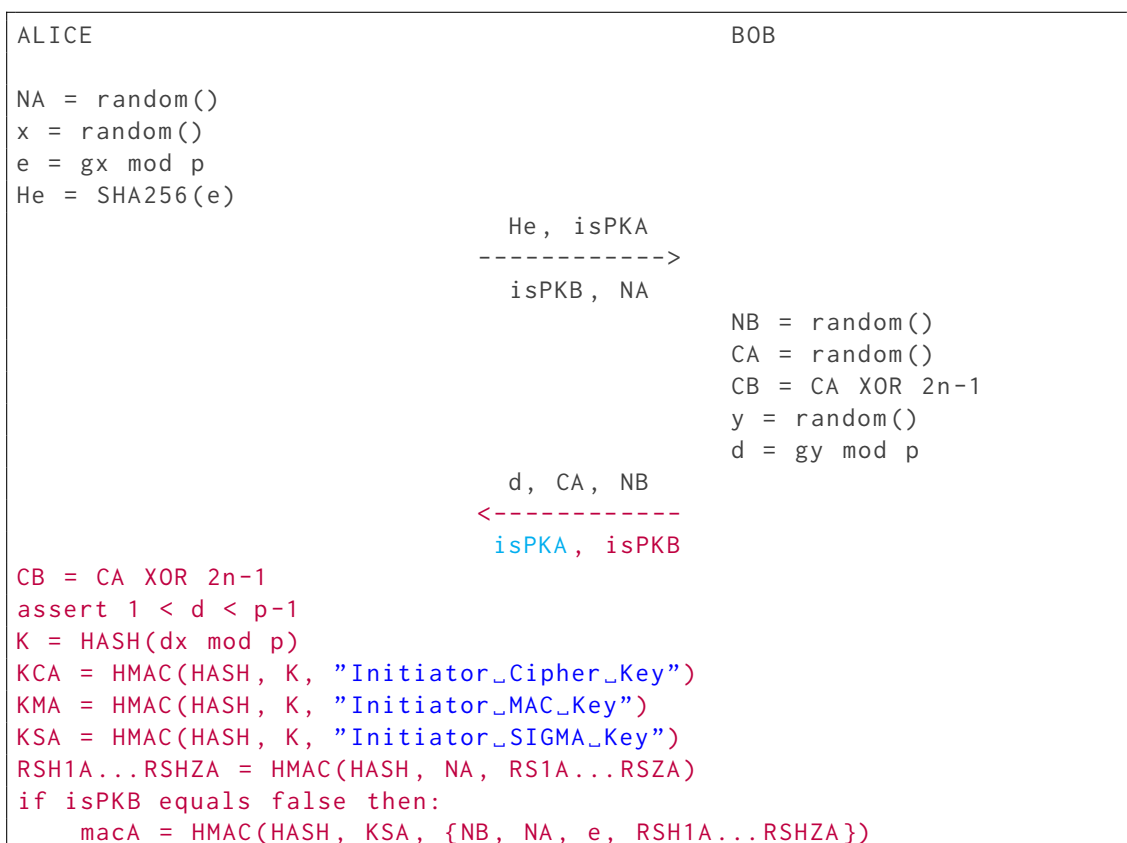 ALICE BOB
NA = random()
x = random()
e = gx mod p
He = SHA256(e)
He, isPKA
------------>
isPKB, NA
NB = random()
CA = random()
CB = CA XOR 2n-1
y = random()
d = gy mod p
d, CA, NB
<------------
isPKA, isPKB
CB = CA XOR 2n-1
assert 1 < d < p-1
K = HASH(dx mod p)
KCA = HMAC(HASH, K, ”Initiator␣Cipher␣Key”)
KMA = HMAC(HASH, K, ”Initiator␣MAC␣Key”)
KSA = HMAC(HASH, K, ”Initiator␣SIGMA␣Key”)
RSH1A...RSHZA = HMAC(HASH, NA, RS1A...RSZA)
if isPKB equals false then:
    macA = HMAC(HASH, KSA, {NB, NA, e, RSH1A...RSHZA})